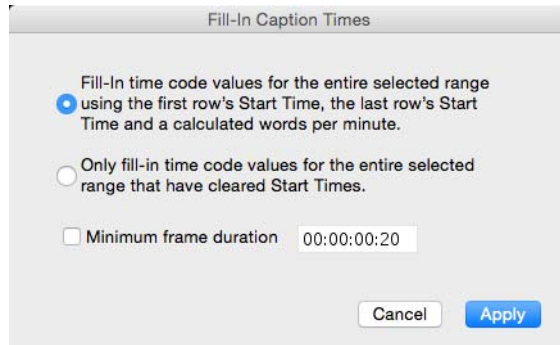 Fill-In Caption Times
Fill-In time code values for the entire selected range
using the first row's Start Time, the last row's Start
Time and a calculated words per minute.
Only fill-in time code values for the entire selected
range that have cleared Start Times.
Minimum frame duration 00:00:00:20
Cancel Apply